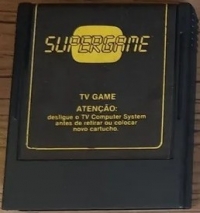 SUPERGAME
TV GAME
ATENÇÃO:
desligue o TV Computer System
antes de retirar ou colocar
novo cartucho.